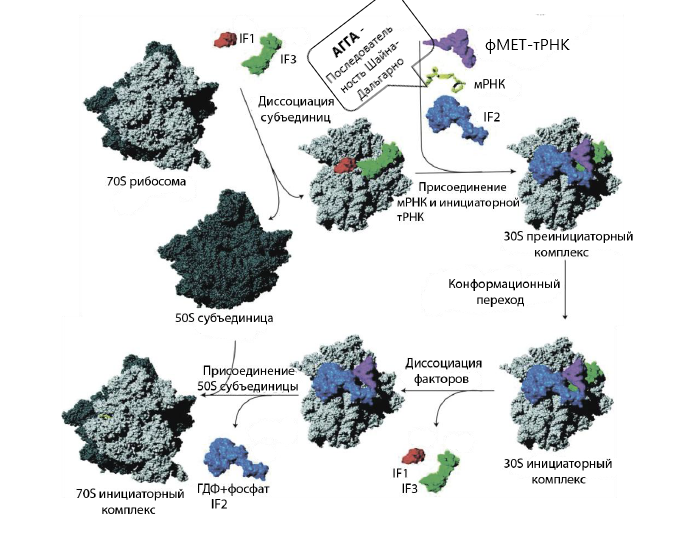 IF1
IF3
АГГА -
Последователь
ность Шайна-
Дальгарно
фМЕТ-тРНК
мРНК
IF2
Диссоциация
субъединиц
70S рибосома
Присоединение
мРНК и инициаторной
тРНК
30S преинициаторный
комплекс
50S субъединица
Конформационный
переход
Присоединение
50S субъединицы
Диссоциация
факторов
IF1
IF3
30S инициаторный
комплекс
70S инициаторный
комплекс
ГДФ+фосфат
IF2